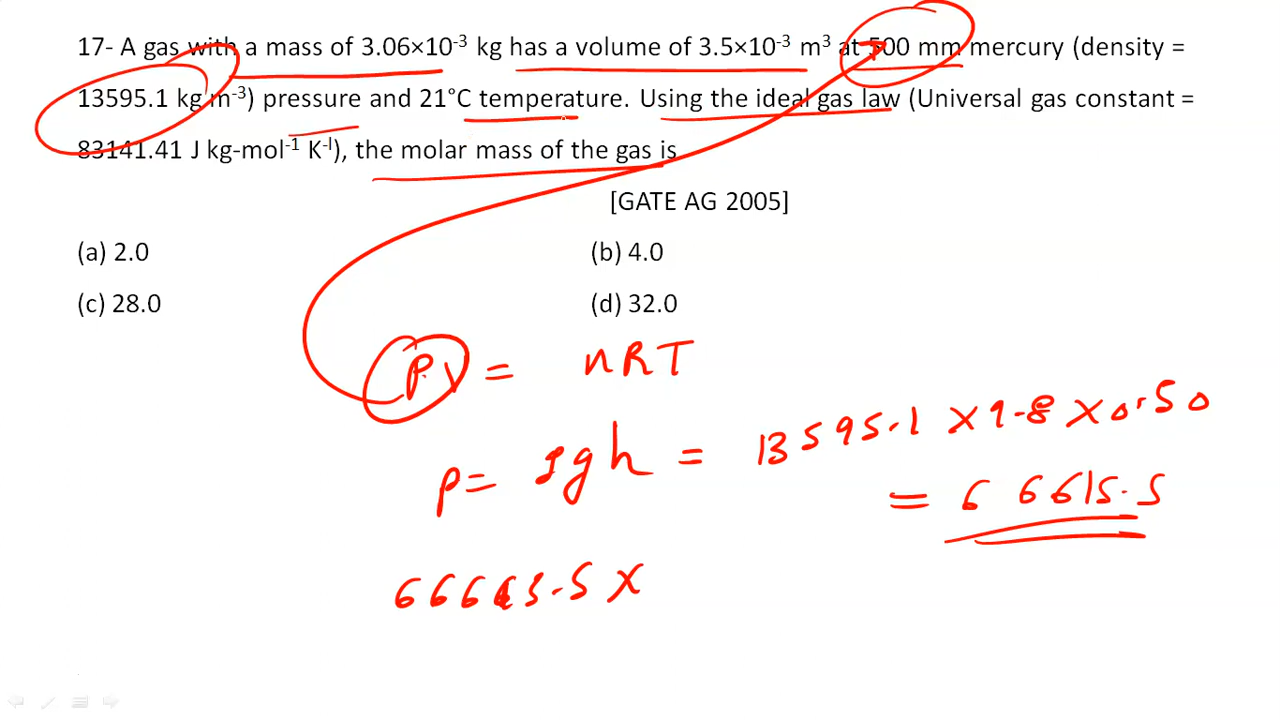 17- A gas with a mass of 3.06×10⁻³ kg has a volume of 3.5×10⁻³ m³ at 500 mm mercury (density =
13595.1 kg m⁻³) pressure and 21°C temperature. Using the ideal gas law (Universal gas constant =
83141.41 J kg-mol⁻¹ K⁻ˡ), the molar mass of the gas is
[GATE AG 2005]
(a) 2.0 (b) 4.0
(c) 28.0 (d) 32.0
P.V = nRT
P = ρgh = 13595.1 × 9.8 × 0.50
= 66615.5
66615.5 ×